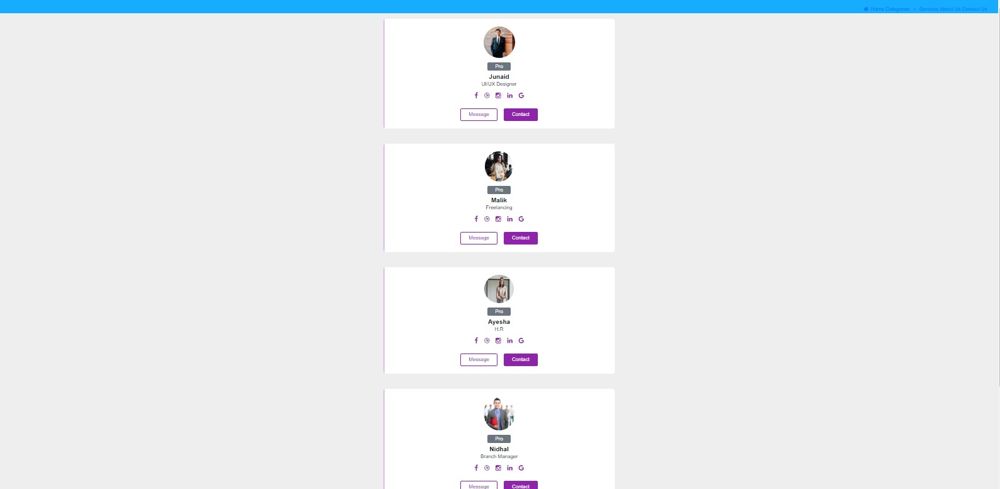 Home Categories Services About Us Contact Us
Pro
Junaid
UI/UX Designer
Message Contact
Pro
Malik
Freelancing
Message Contact
Pro
Ayesha
H.R
Message Contact
Pro
Nidhal
Branch Manager
Message Contact